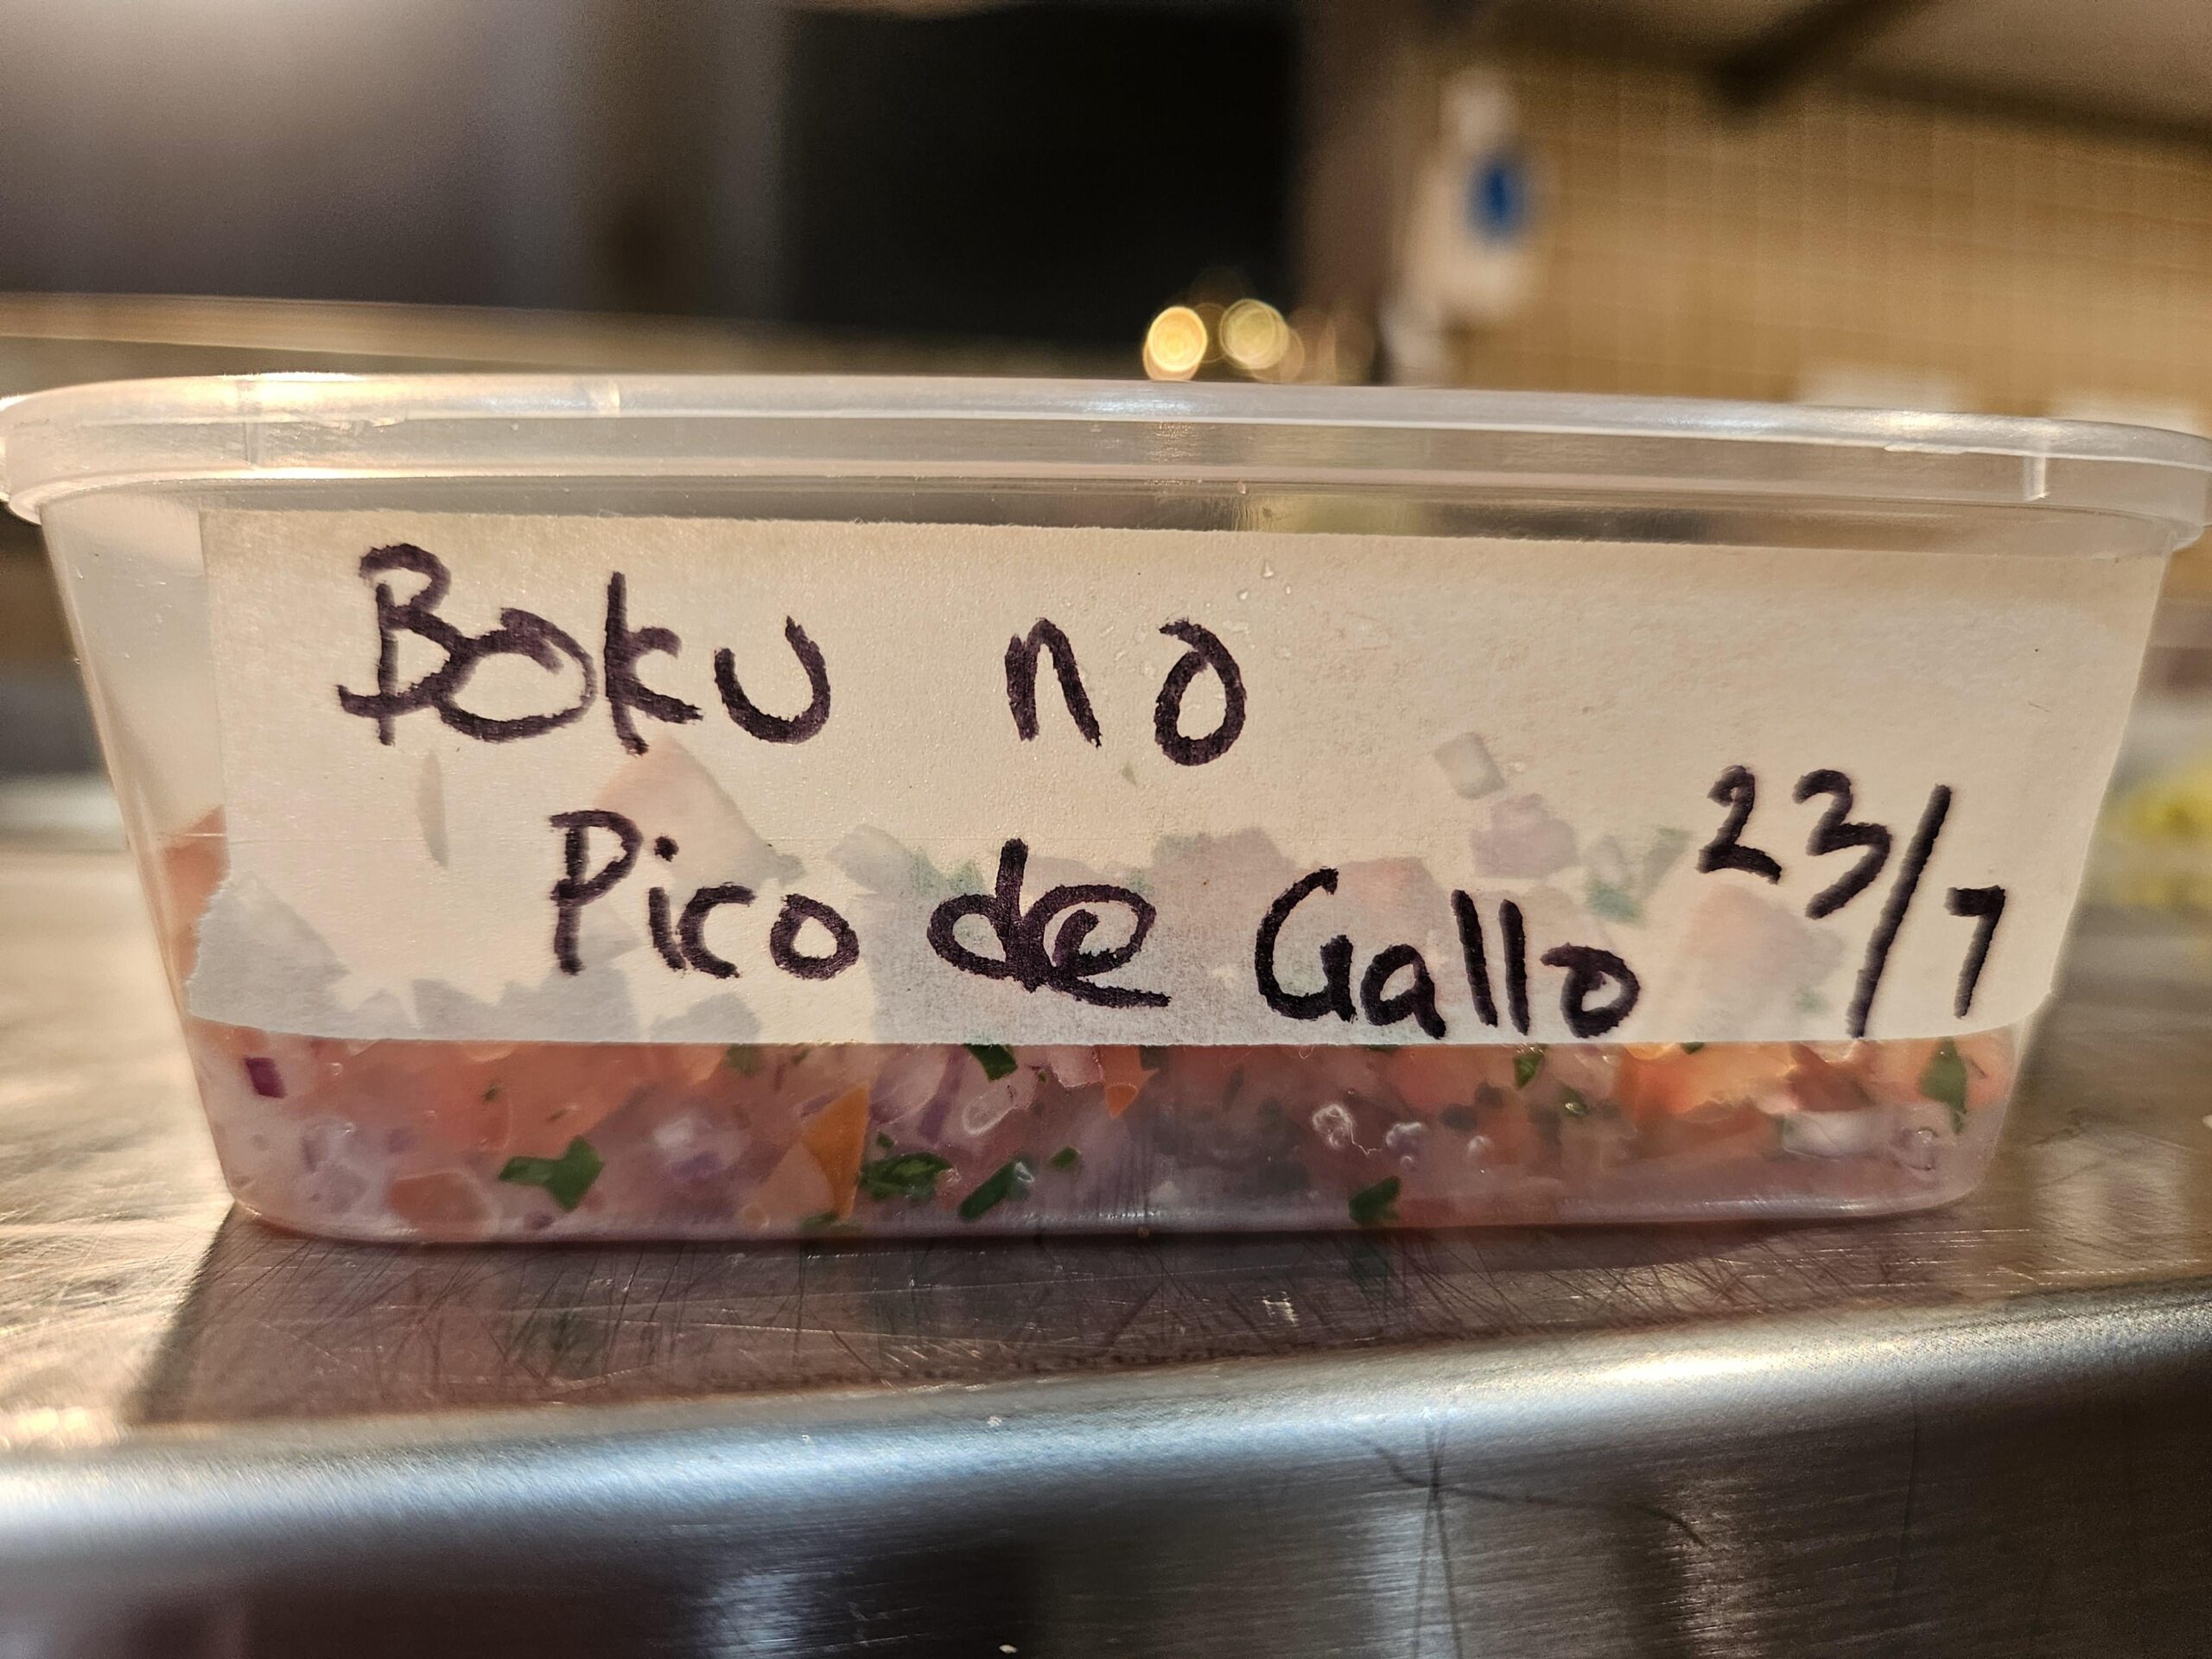 Boku no
Pico de Gallo 23/7